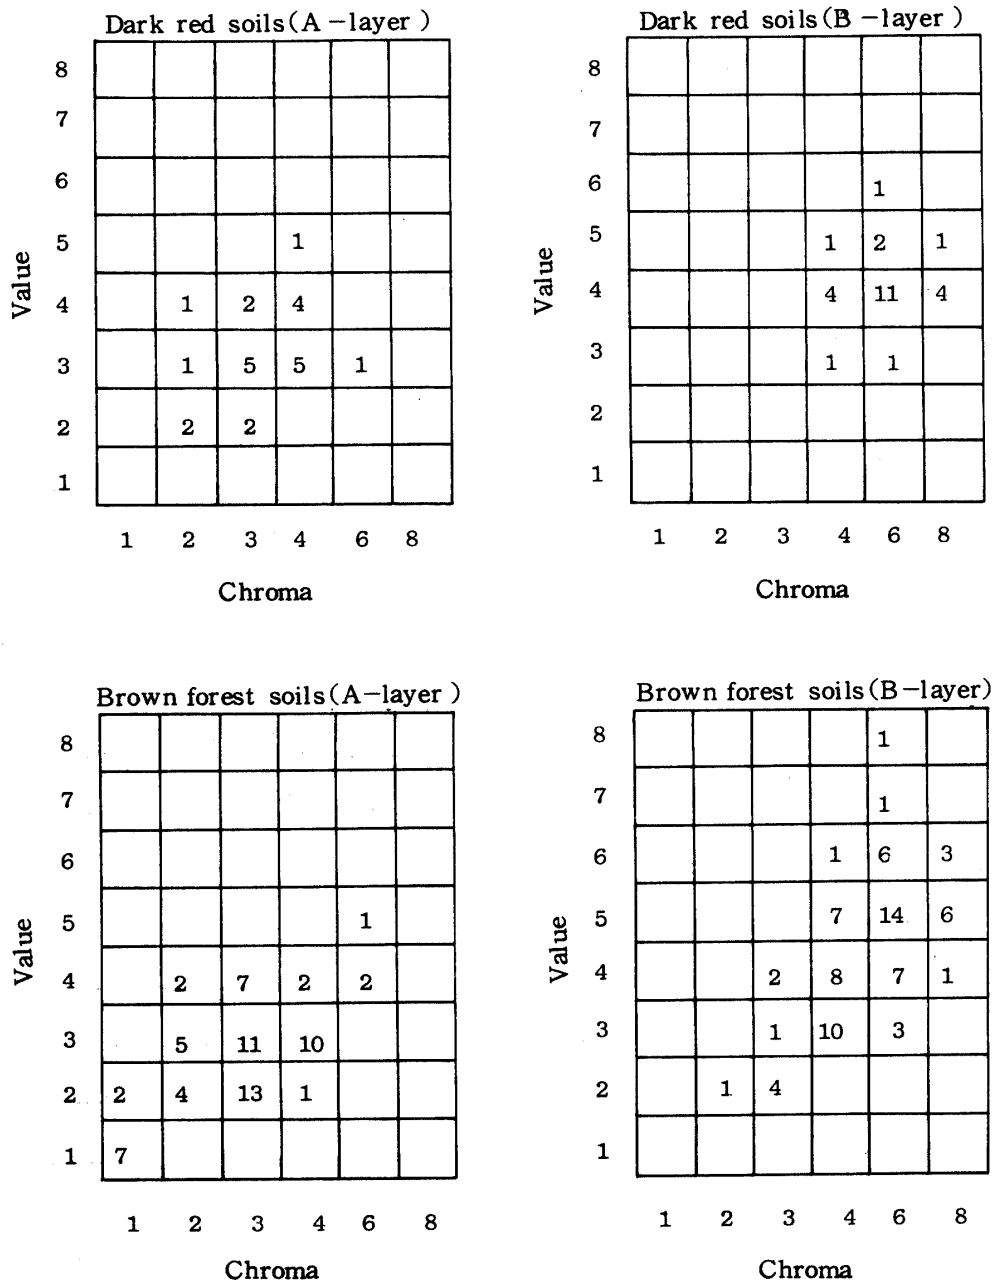 Dark red soils(A-layer)
8
7
6
5 1
4 1 2 4
3 1 5 5 1
2 2 2
1
Value
1 2 3 4 6 8
Chroma
Dark red soils(B-layer)
8
7
6 1
5 1 2 1
4 4 11 4
3 1 1
2
1
Value
1 2 3 4 6 8
Chroma
Brown forest soils(A-layer)
8
7
6
5 1
4 2 7 2 2
3 5 11 10
2 2 4 13 1
1 7
Value
1 2 3 4 6 8
Chroma
Brown forest soils(B-layer)
8 1
7 1
6 1 6 3
5 7 14 6
4 2 8 7 1
3 1 10 3
2 1 4
1
Value
1 2 3 4 6 8
Chroma